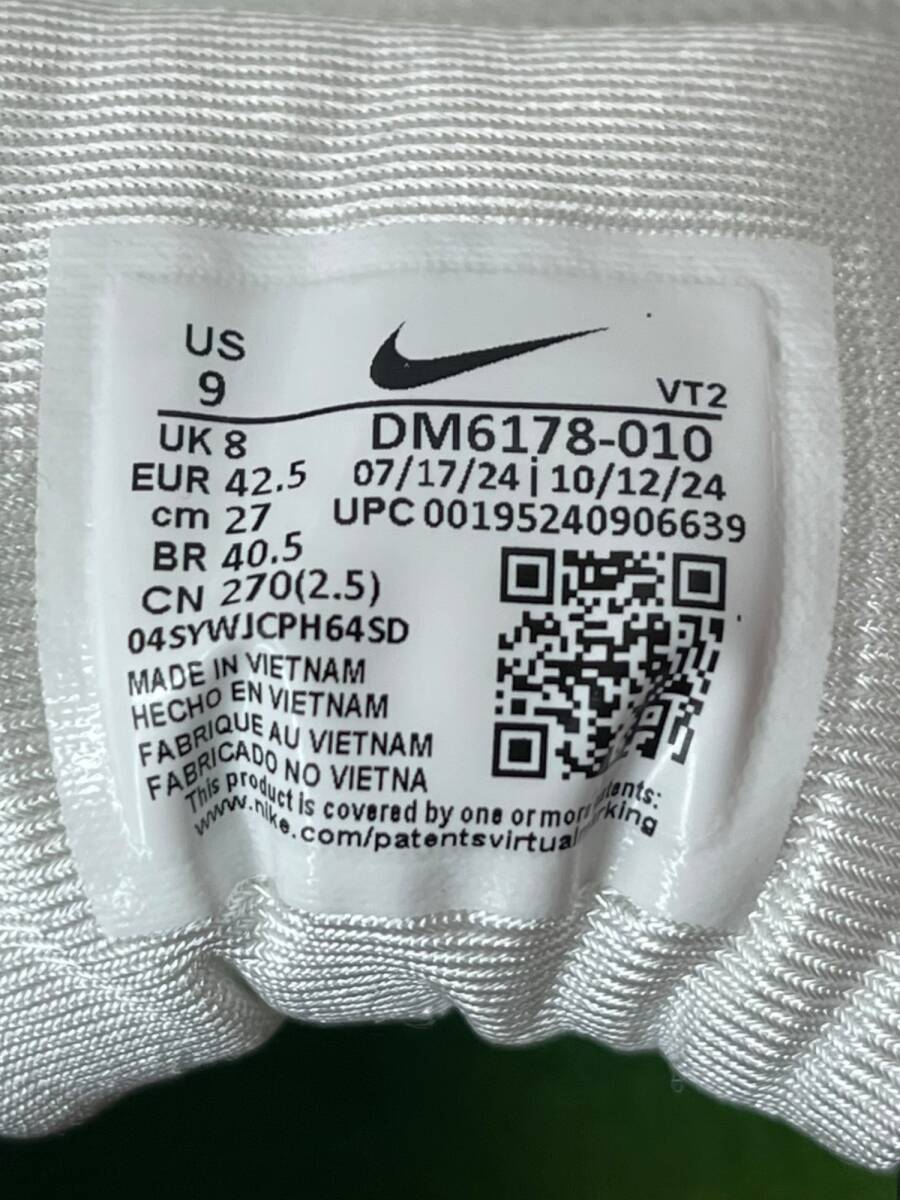 US
9
VT2
UK 8
DM6178-010
EUR 42.5
07/17/24 | 10/12/24
cm 27
UPC 00195240906639
BR 40.5
CN 270(2.5)
04SYWJCPH64SD
MADE IN VIETNAM
HECHO EN VIETNAM
FABRIQUE AU VIETNAM
FABRICADO NO VIETNA
This product is covered by one or more
www.nike.com/patentsvirtual